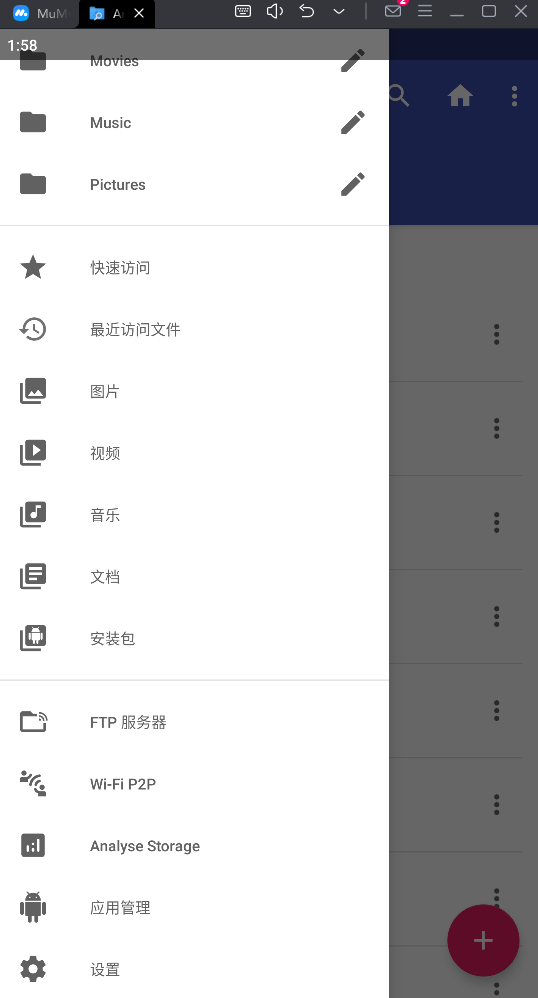 MuM
A
2
1:58
Movies
Music
Pictures
快速访问
最近访问文件
图片
视频
音乐
文档
安装包
FTP 服务器
Wi-Fi P2P
Analyse Storage
应用管理
设置